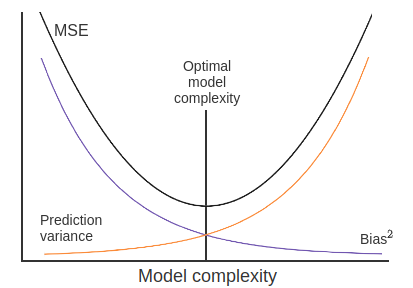 MSE
Optimal
model
complexity
Prediction
variance
Bias²
Model complexity